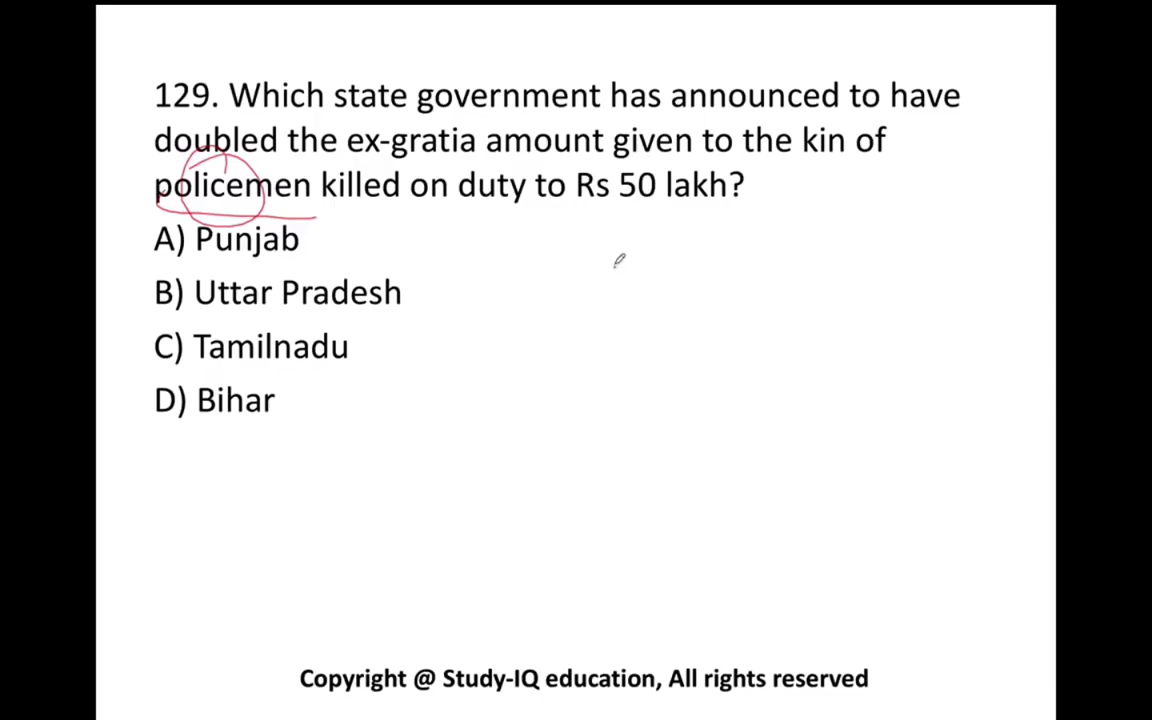 129. Which state government has announced to have
doubled the ex-gratia amount given to the kin of
policemen killed on duty to Rs 50 lakh?
A) Punjab
B) Uttar Pradesh
C) Tamilnadu
D) Bihar
Copyright @ Study-IQ education, All rights reserved